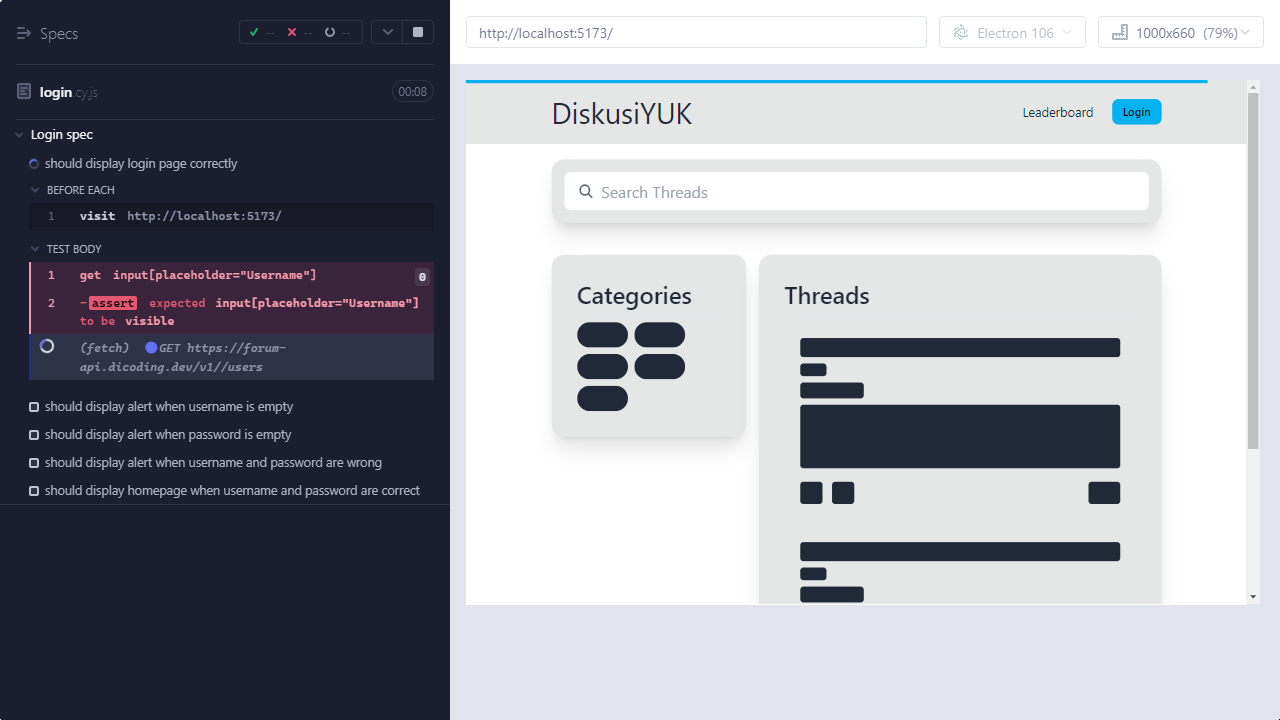 Specs
-- -- --
login cy.js
00:08
Login spec
should display login page correctly
BEFORE EACH
1 visit http://localhost:5173/
TEST BODY
1 get input[placeholder="Username"] 0
2 -assert expected input[placeholder="Username"]
to be visible
(fetch) GET https://forum-
api.dicoding.dev/v1//users
should display alert when username is empty
should display alert when password is empty
should display alert when username and password are wrong
should display homepage when username and password are correct
http://localhost:5173/
Electron 106
1000x660 (79%)
DiskusiYUK
Leaderboard
Login
Search Threads
Categories
Threads